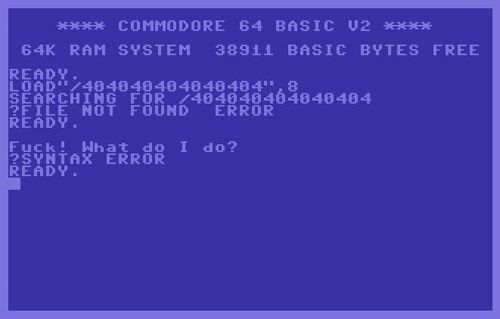 **** COMMODORE 64 BASIC V2 ****
64K RAM SYSTEM  38911 BASIC BYTES FREE
READY.
LOAD"/404040404040404",8
SEARCHING FOR /404040404040404
?FILE NOT FOUND  ERROR
READY.
Fuck! What do I do?
?SYNTAX ERROR
READY.